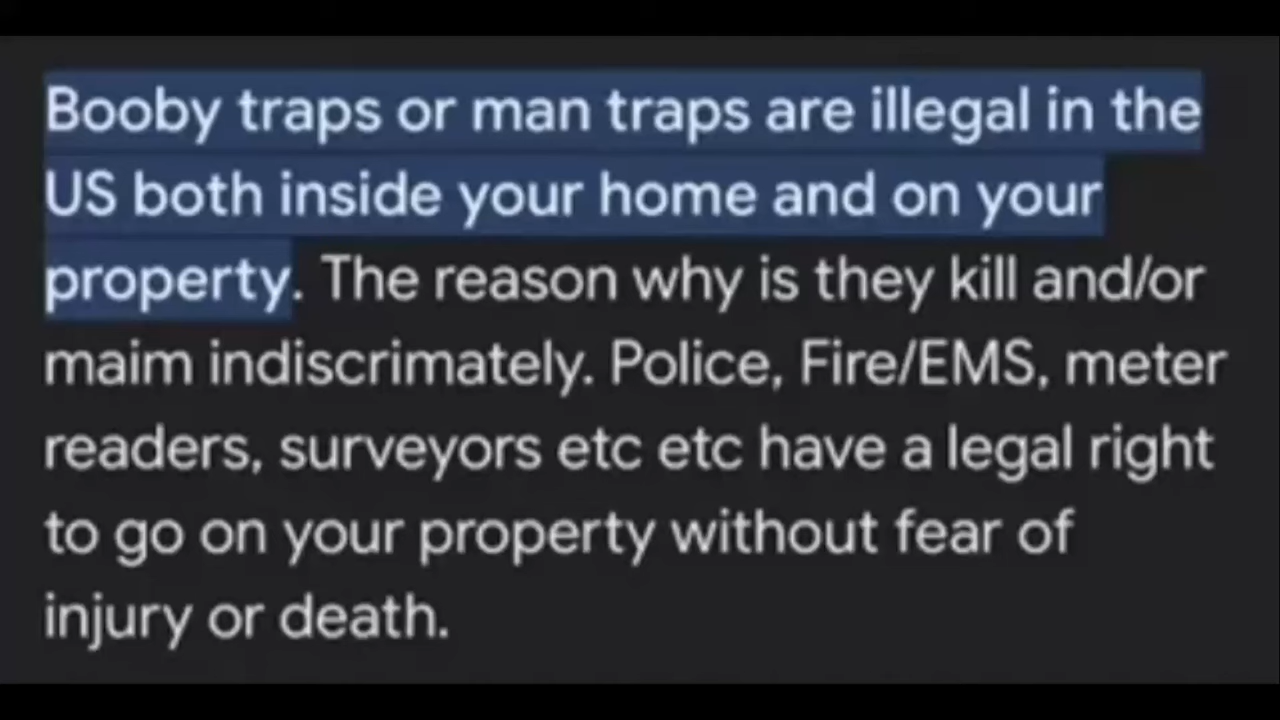 Booby traps or man traps are illegal in the
US both inside your home and on your
property. The reason why is they kill and/or
maim indiscrimately. Police, Fire/EMS, meter
readers, surveyors etc etc have a legal right
to go on your property without fear of
injury or death.